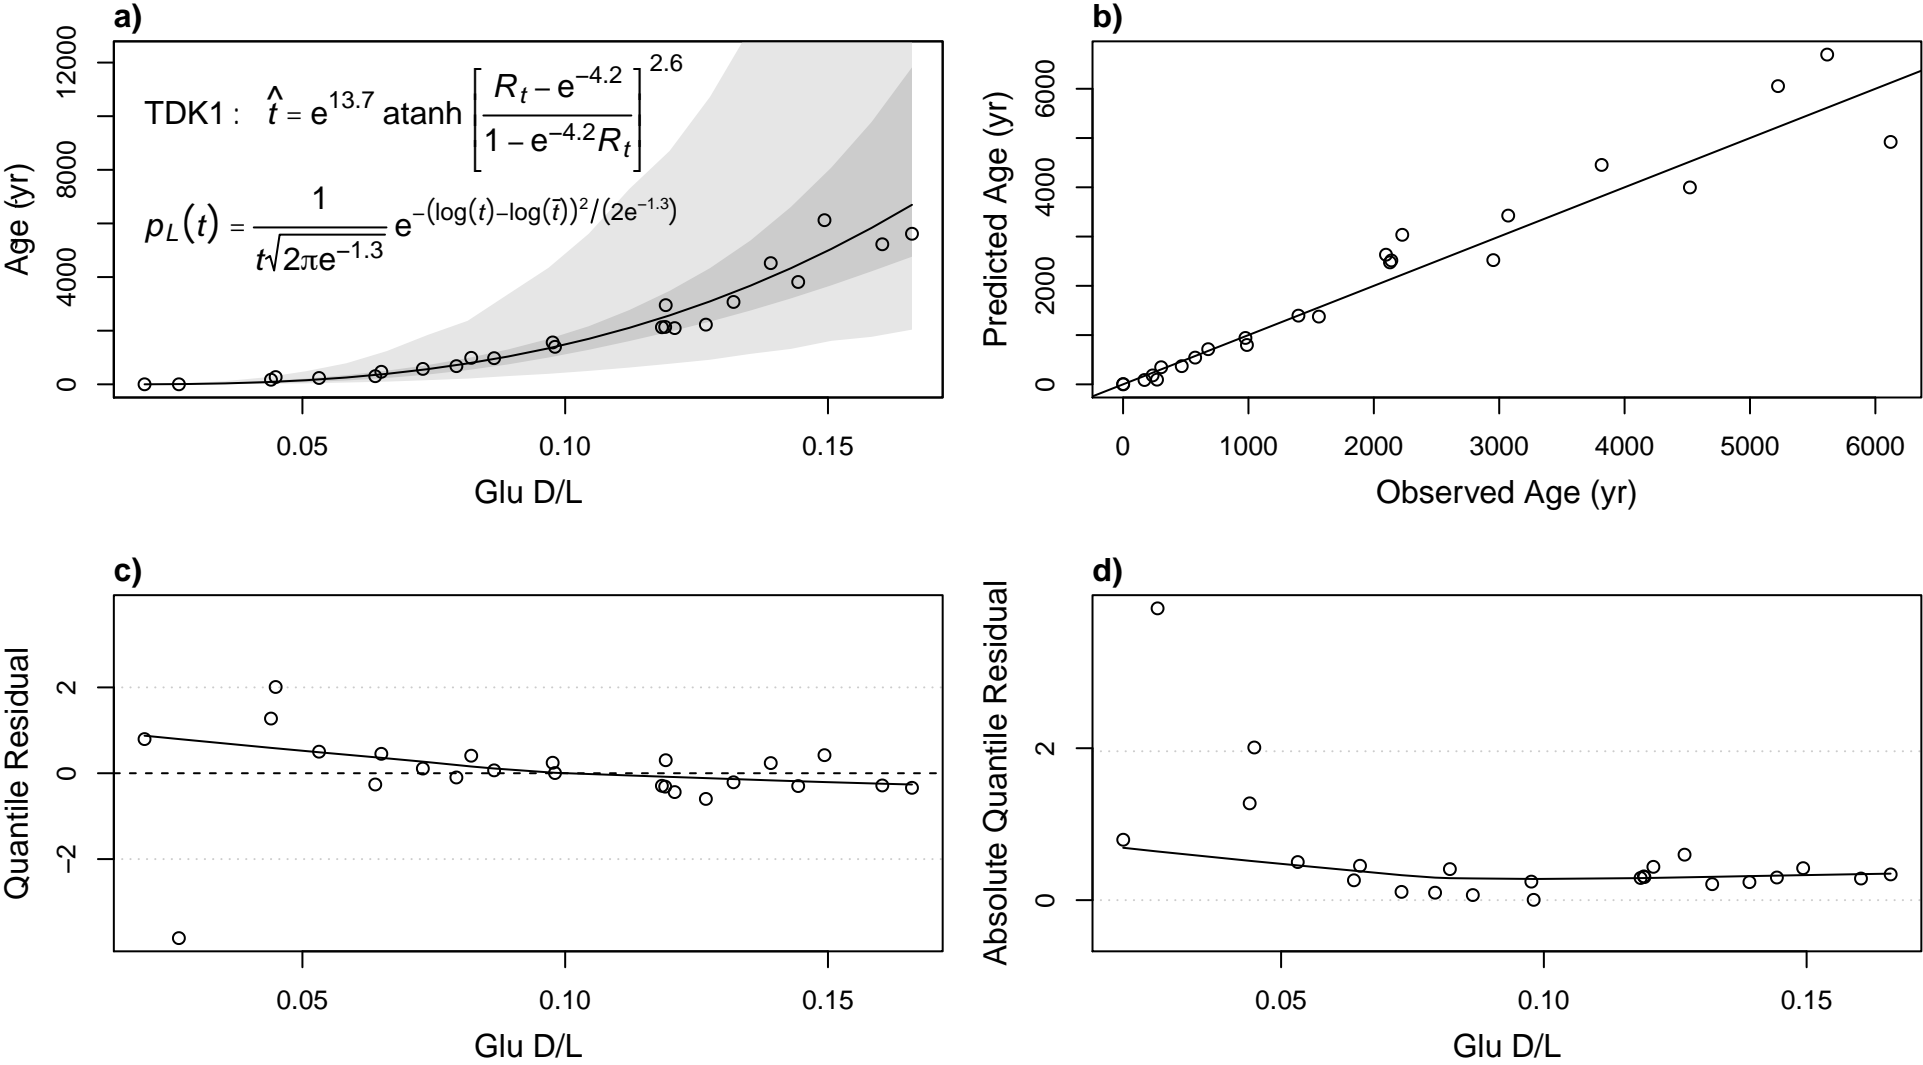 a)
TDK1 : t̂ = e^13.7 atanh [ (R_t − e^−4.2) / (1 − e^−4.2 R_t) ]^2.6
p_L(t) = 1 / (t√(2πe^−1.3)) e^−(log(t)−log(t̄))^2/(2e^−1.3)
Age (yr)
0 4000 8000 12000
0.05 0.10 0.15
Glu D/L
b)
Predicted Age (yr)
0 2000 4000 6000
0 1000 2000 3000 4000 5000 6000
Observed Age (yr)
c)
Quantile Residual
−2 0 2
0.05 0.10 0.15
Glu D/L
d)
Absolute Quantile Residual
0 2
0.05 0.10 0.15
Glu D/L